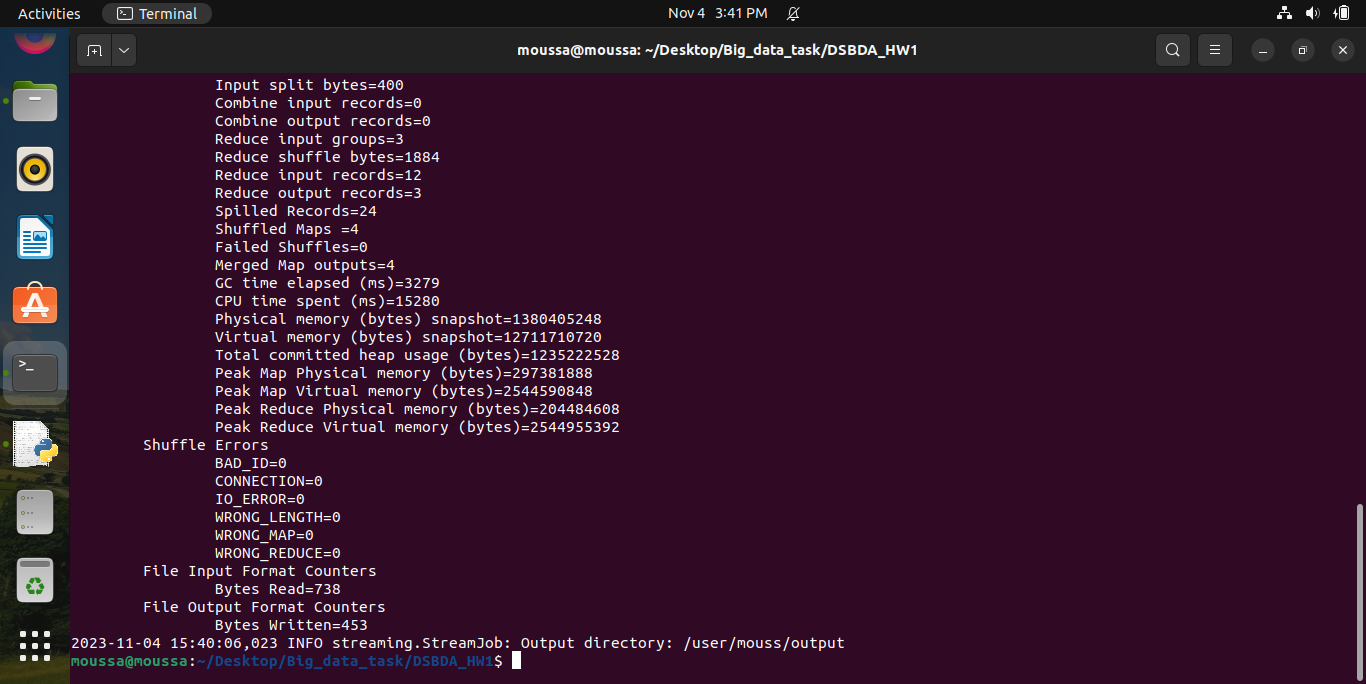 Activities
Terminal
Nov 4 3:41 PM
moussa@moussa: ~/Desktop/Big_data_task/DSBDA_HW1
Input split bytes=400
Combine input records=0
Combine output records=0
Reduce input groups=3
Reduce shuffle bytes=1884
Reduce input records=12
Reduce output records=3
Spilled Records=24
Shuffled Maps =4
Failed Shuffles=0
Merged Map outputs=4
GC time elapsed (ms)=3279
CPU time spent (ms)=15280
Physical memory (bytes) snapshot=1380405248
Virtual memory (bytes) snapshot=12711710720
Total committed heap usage (bytes)=1235222528
Peak Map Physical memory (bytes)=297381888
Peak Map Virtual memory (bytes)=2544590848
Peak Reduce Physical memory (bytes)=204484608
Peak Reduce Virtual memory (bytes)=2544955392
Shuffle Errors
BAD_ID=0
CONNECTION=0
IO_ERROR=0
WRONG_LENGTH=0
WRONG_MAP=0
WRONG_REDUCE=0
File Input Format Counters
Bytes Read=738
File Output Format Counters
Bytes Written=453
2023-11-04 15:40:06,023 INFO streaming.StreamJob: Output directory: /user/mouss/output
moussa@moussa:~/Desktop/Big_data_task/DSBDA_HW1$